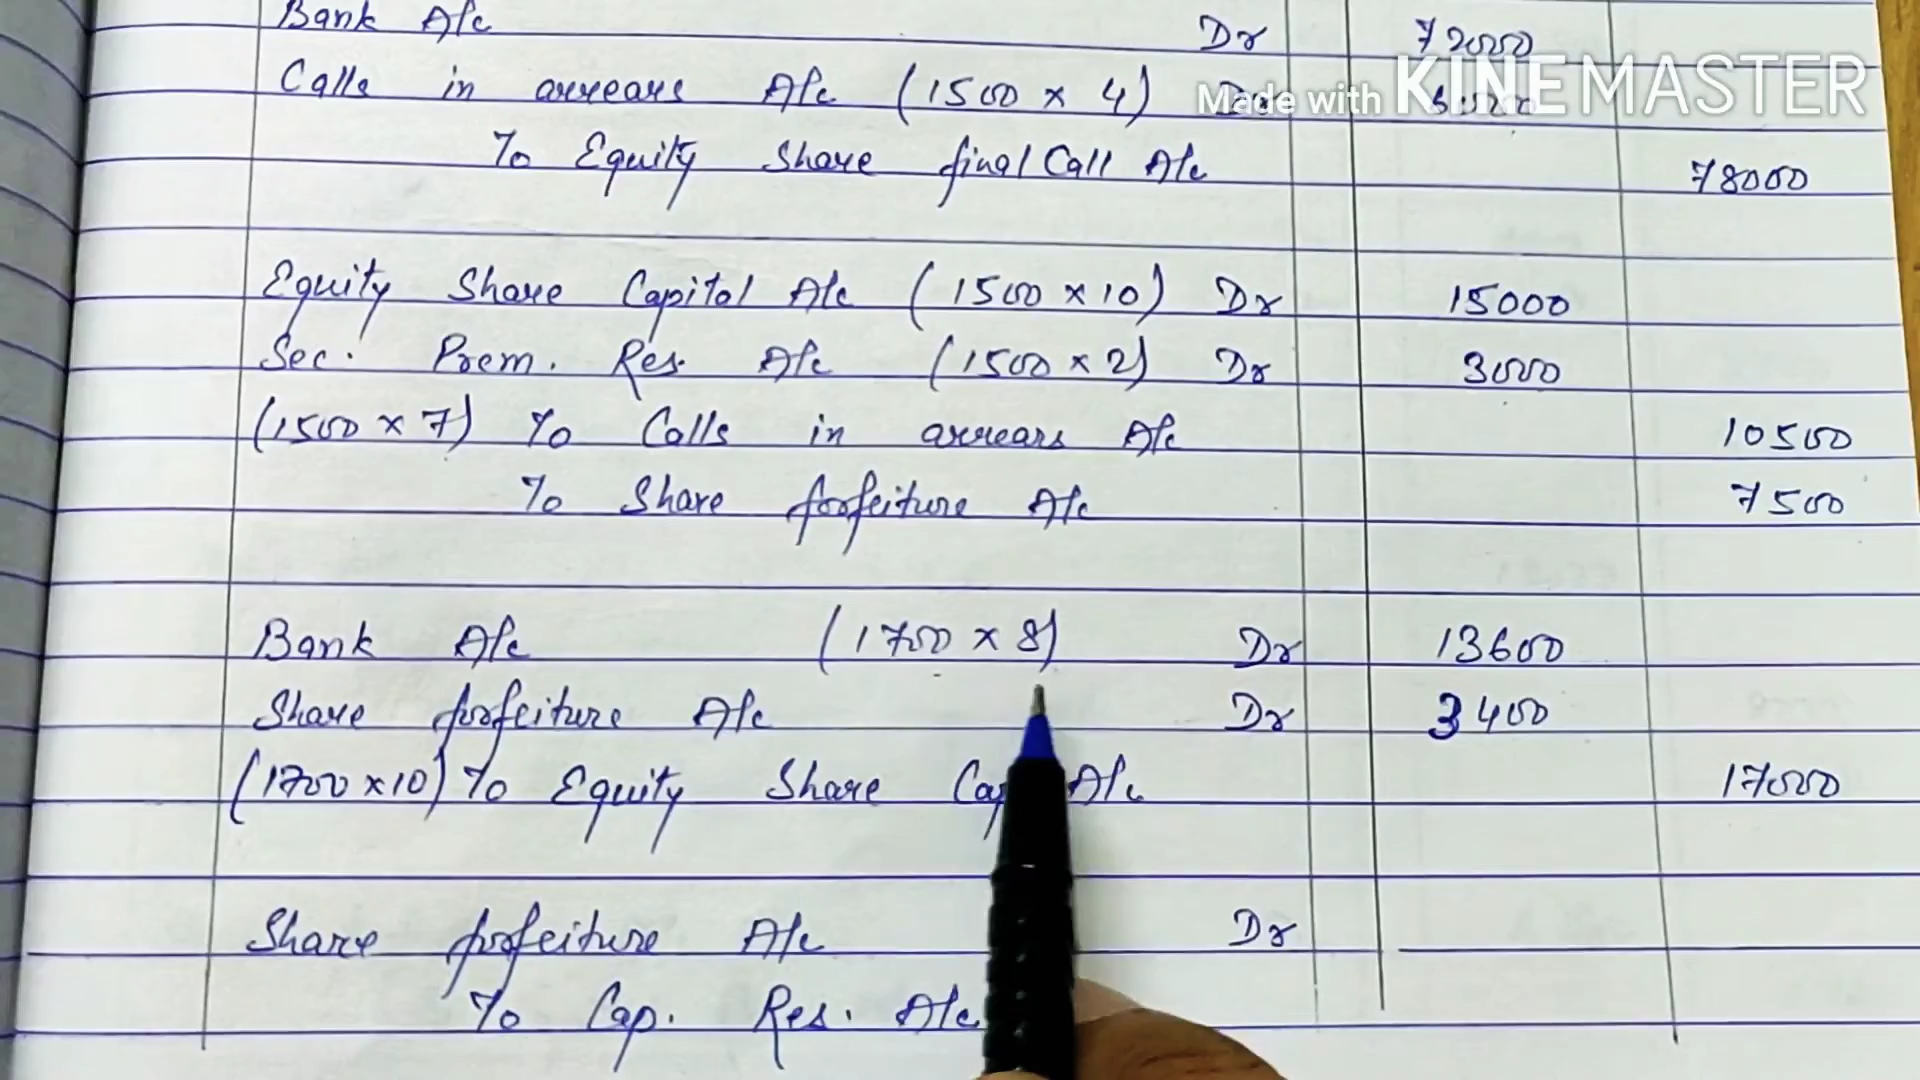 Bank A/c Dr 72000
Calls in arrears A/c (1500 x 4) Dr 6000
Made with KINEMASTER
To Equity Share final Call A/c 78000
Equity Share Capital A/c (1500 x 10) Dr 15000
Sec. Prem. Res. A/c (1500 x 2) Dr 3000
(1500 x 7) To Calls in arrears A/c 10500
To Share forfeiture A/c 7500
Bank A/c (1700 x 8) Dr 13600
Share forfeiture A/c Dr 3400
(1700 x 10) To Equity Share Cap A/c 17000
Share forfeiture A/c Dr
To Cap. Res. A/c